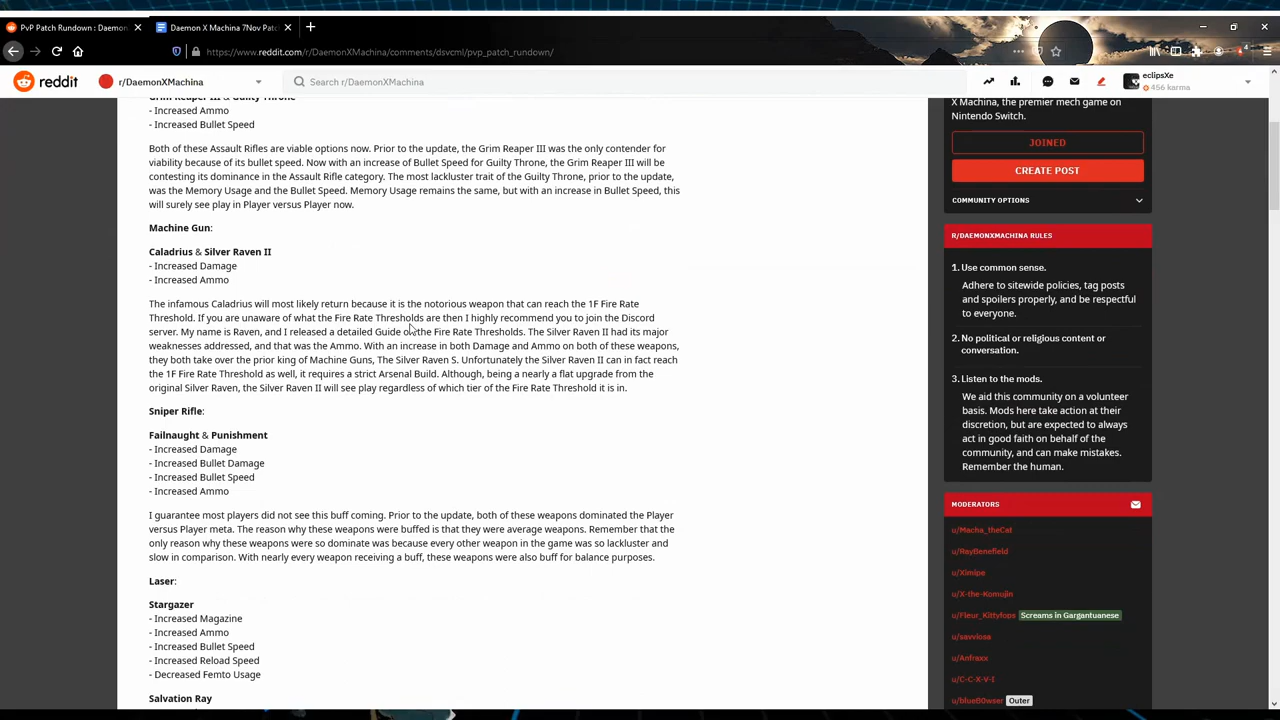 PvP Patch Rundown : Daemon
Daemon X Machina 7Nov Patc
https://www.reddit.com/r/DaemonXMachina/comments/dsvcml/pvp_patch_rundown/
reddit
r/DaemonXMachina
Search r/DaemonXMachina
eclipsXe
456 karma
Grim Reaper III & Guilty Throne
- Increased Ammo
- Increased Bullet Speed
Both of these Assault Rifles are viable options now. Prior to the update, the Grim Reaper III was the only contender for
viability because of its bullet speed. Now with an increase of Bullet Speed for Guilty Throne, the Grim Reaper III will be
contesting its dominance in the Assault Rifle category. The most lackluster trait of the Guilty Throne, prior to the update,
was the Memory Usage and the Bullet Speed. Memory Usage remains the same, but with an increase in Bullet Speed, this
will surely see play in Player versus Player now.
Machine Gun:
Caladrius & Silver Raven II
- Increased Damage
- Increased Ammo
The infamous Caladrius will most likely return because it is the notorious weapon that can reach the 1F Fire Rate
Threshold. If you are unaware of what the Fire Rate Thresholds are then I highly recommend you to join the Discord
server. My name is Raven, and I released a detailed Guide on the Fire Rate Thresholds. The Silver Raven II had its major
weaknesses addressed, and that was the Ammo. With an increase in both Damage and Ammo on both of these weapons,
they both take over the prior king of Machine Guns, The Silver Raven S. Unfortunately the Silver Raven II can in fact reach
the 1F Fire Rate Threshold as well, it requires a strict Arsenal Build. Although, being a nearly a flat upgrade from the
original Silver Raven, the Silver Raven II will see play regardless of which tier of the Fire Rate Threshold it is in.
Sniper Rifle:
Failnaught & Punishment
- Increased Damage
- Increased Bullet Damage
- Increased Bullet Speed
- Increased Ammo
I guarantee most players did not see this buff coming. Prior to the update, both of these weapons dominated the Player
versus Player meta. The reason why these weapons were buffed is that they were average weapons. Remember that the
only reason why these weapons were so dominate was because every other weapon in the game was so lackluster and
slow in comparison. With nearly every weapon receiving a buff, these weapons were also buff for balance purposes.
Laser:
Stargazer
- Increased Magazine
- Increased Ammo
- Increased Bullet Speed
- Increased Reload Speed
- Decreased Femto Usage
Salvation Ray
X Machina, the premier mech game on
Nintendo Switch.
JOINED
CREATE POST
COMMUNITY OPTIONS
R/DAEMONXMACHINA RULES
1. Use common sense.
Adhere to sitewide policies, tag posts
and spoilers properly, and be respectful
to everyone.
2. No political or religious content or
conversation.
3. Listen to the mods.
We aid this community on a volunteer
basis. Mods here take action at their
discretion, but are expected to always
act in good faith on behalf of the
community, and can make mistakes.
Remember the human.
MODERATORS
u/Macha_theCat
u/RayBenefield
u/Ximipe
u/X-the-Komujin
u/Fleur_Kittyfops Screams in Gargantuanese
u/savviosa
u/Anfraxx
u/C-C-X-V-I
u/blueB0wser Outer